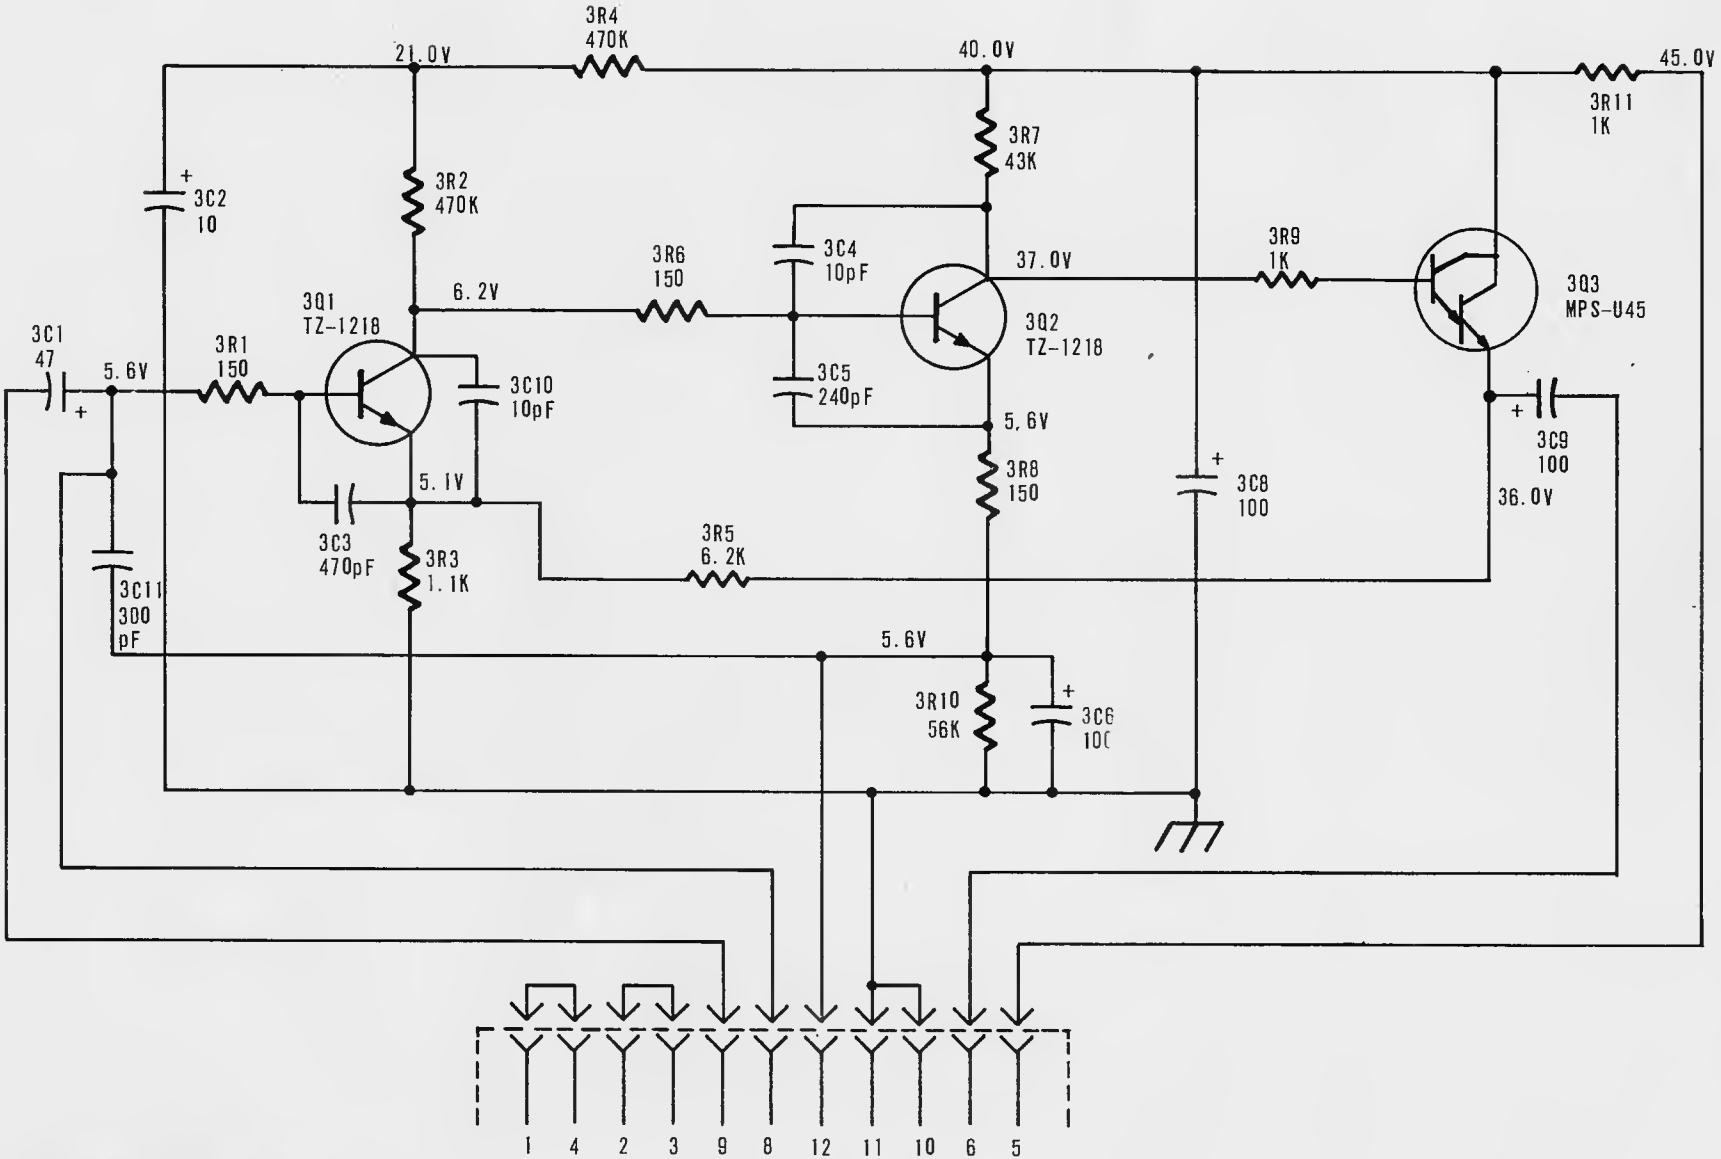 3R4
470K
21.0V
40.0V
45.0V
3R11
1K
3R7
43K
3R2
470K
+
3C2
10
3C4
10pF
3R6
150
37.0V
3R9
1K
6.2V
3Q1
TZ-1218
3Q3
MPS-U45
3Q2
TZ-1218
3C1
47
5.6V
+
3R1
150
3C10
10pF
3C5
240pF
5,6V
+
3C9
100
5.1V
3R8
150
+
3C8
100
36.0V
3C3
470pF
3R3
1.1K
3R5
6.2K
3C11
300
pF
5.6V
3R10
56K
+
3C6
100
1 4 2 3 9 8 12 11 10 6 5